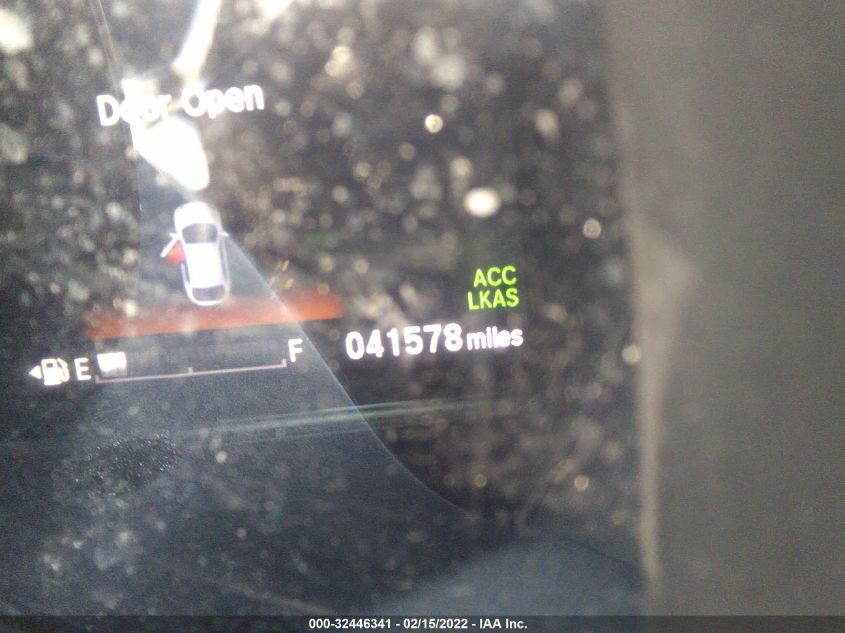 Door Open
ACC
LKAS
041578 miles
E F
000-32446341 - 02/15/2022 - IAA Inc.